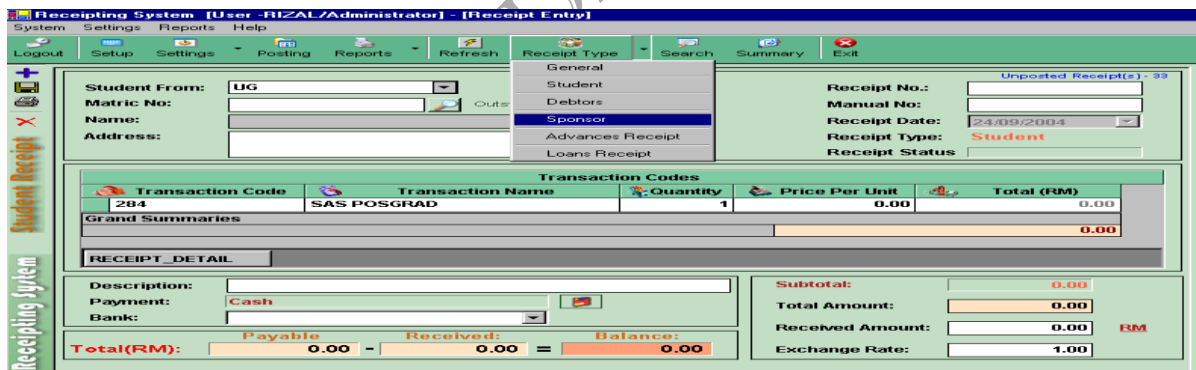 Receipting System [User -RIZAL/Administrator] - [Receipt Entry]
System Settings Reports Help
Logout Setup Settings Posting Reports Refresh Receipt Type Search Summary Exit
General
Student
Debtors
Sponsor
Advances Receipt
Loans Receipt
Unposted Receipt(s) - 33
Student From: UG Receipt No.:
Matric No: Outs Manual No:
Name: Receipt Date: 24/09/2004
Address: Receipt Type: Student
Receipt Status
Student Receipt
Receipting System
Transaction Codes
Transaction Code Transaction Name Quantity Price Per Unit Total (RM)
284 SAS POSGRAD 1 0.00 0.00
Grand Summaries
0.00
RECEIPT_DETAIL
Description: Subtotal: 0.00
Payment: Cash Total Amount: 0.00
Bank: Received Amount: 0.00 RM
Payable Received: Balance:
Total(RM): 0.00 - 0.00 = 0.00 Exchange Rate: 1.00